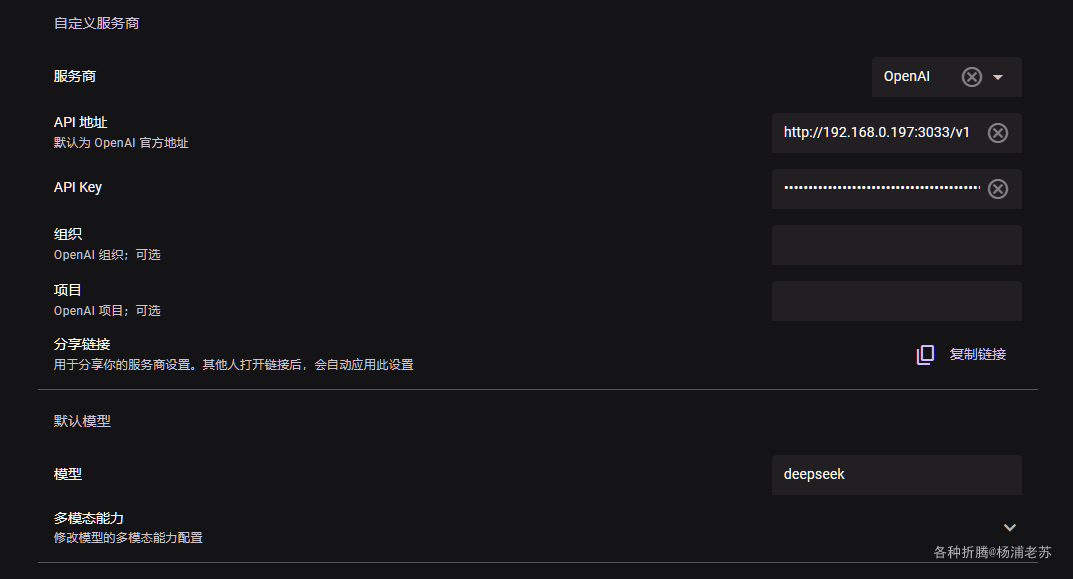 自定义服务商
服务商
OpenAI
API 地址
默认为 OpenAI 官方地址
http://192.168.0.197:3033/v1
API Key
组织
OpenAI 组织；可选
项目
OpenAI 项目；可选
分享链接
用于分享你的服务商设置。其他人打开链接后，会自动应用此设置
复制链接
默认模型
模型
deepseek
多模态能力
修改模型的多模态能力配置
各种折腾@杨浦老苏